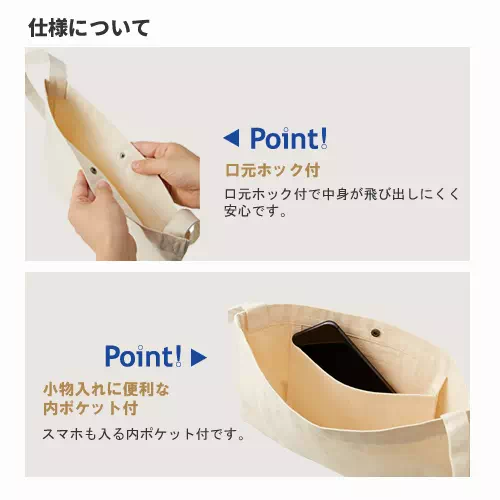 仕様について
◀ Point!
口元ホック付
口元ホック付で中身が飛び出しにくく
安心です。
Point! ▶
小物入れに便利な
内ポケット付
スマホも入る内ポケット付です。